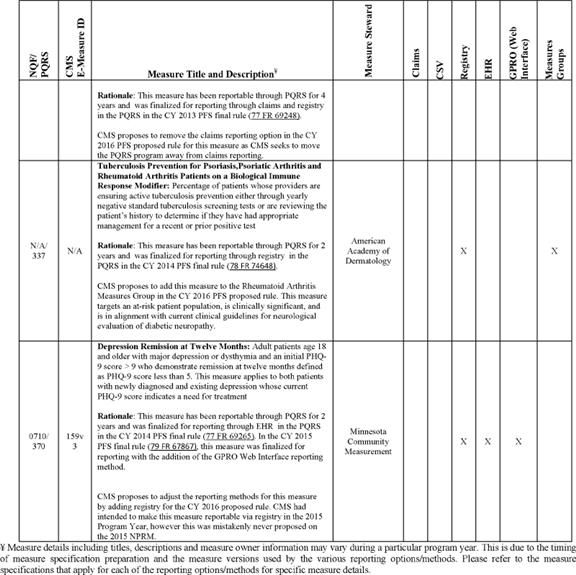 NQF/
PQRS
CMS
E-Measure ID
Measure Title and Description¥
Measure Steward
Claims
CSV
Registry
EHR
GPRO (Web
Interface)
Measures
Groups
Rationale: This measure has been reportable through PQRS for 4
years and was finalized for reporting through claims and registry
in the PQRS in the CY 2013 PFS final rule (77 FR 69248).
CMS proposes to remove the claims reporting option in the CY
2016 PFS proposed rule for this measure as CMS seeks to move
the PQRS program away from claims reporting.
N/A/
337
N/A
Tuberculosis Prevention for Psoriasis,Psoriatic Arthritis and
Rheumatoid Arthritis Patients on a Biological Immune
Response Modifier: Percentage of patients whose providers are
ensuring active tuberculosis prevention either through yearly
negative standard tuberculosis screening tests or are reviewing the
patient's history to determine if they have had appropriate
management for a recent or prior positive test
Rationale: This measure has been reportable through PQRS for 2
years and was finalized for reporting through registry in the
PQRS in the CY 2014 PFS final rule (78 FR 74648).
CMS proposes to add this measure to the Rheumatoid Arthritis
Measures Group in the CY 2016 PFS proposed rule. This measure
targets an at-risk patient population, is clinically significant, and
is in alignment with current clinical guidelines for neurological
evaluation of diabetic neuropathy.
American
Academy of
Dermatology
X
X
0710/
370
159v
3
Depression Remission at Twelve Months: Adult patients age 18
and older with major depression or dysthymia and an initial PHQ-
9 score > 9 who demonstrate remission at twelve months defined
as PHQ-9 score less than 5. This measure applies to both patients
with newly diagnosed and existing depression whose current
PHQ-9 score indicates a need for treatment
Rationale: This measure has been reportable through PQRS for 2
years and was finalized for reporting through EHR in the PQRS
in the CY 2014 PFS final rule (77 FR 69265). In the CY 2015
PFS final rule (79 FR 67867), this measure was finalized for
reporting with the addition of the GPRO Web Interface reporting
method.
CMS proposes to adjust the reporting methods for this measure
by adding registry for the CY 2016 proposed rule. CMS had
intended to make this measure reportable via registry in the 2015
Program Year, however this was mistakenly never proposed on
the 2015 NPRM.
Minnesota
Community
Measurement
X
X
X
¥ Measure details including titles, descriptions and measure owner information may vary during a particular program year. This is due to the timing
of measure specification preparation and the measure versions used by the various reporting options/methods. Please refer to the measure
specifications that apply for each of the reporting options/methods for specific measure details.